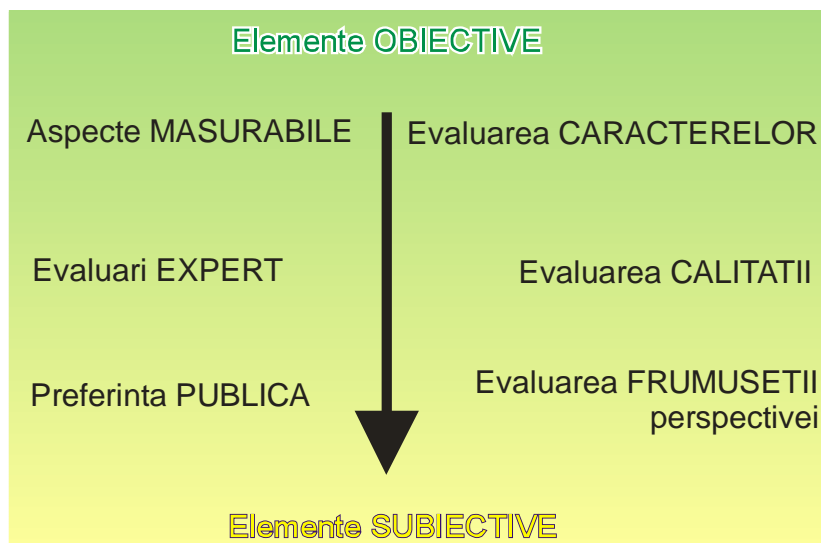 Elemente OBIECTIVE
Aspecte MASURABILE
Evaluarea CARACTERELOR
Evaluari EXPERT
Evaluarea CALITATII
Preferinta PUBLICA
Evaluarea FRUMUSETII
perspectivei
Elemente SUBIECTIVE